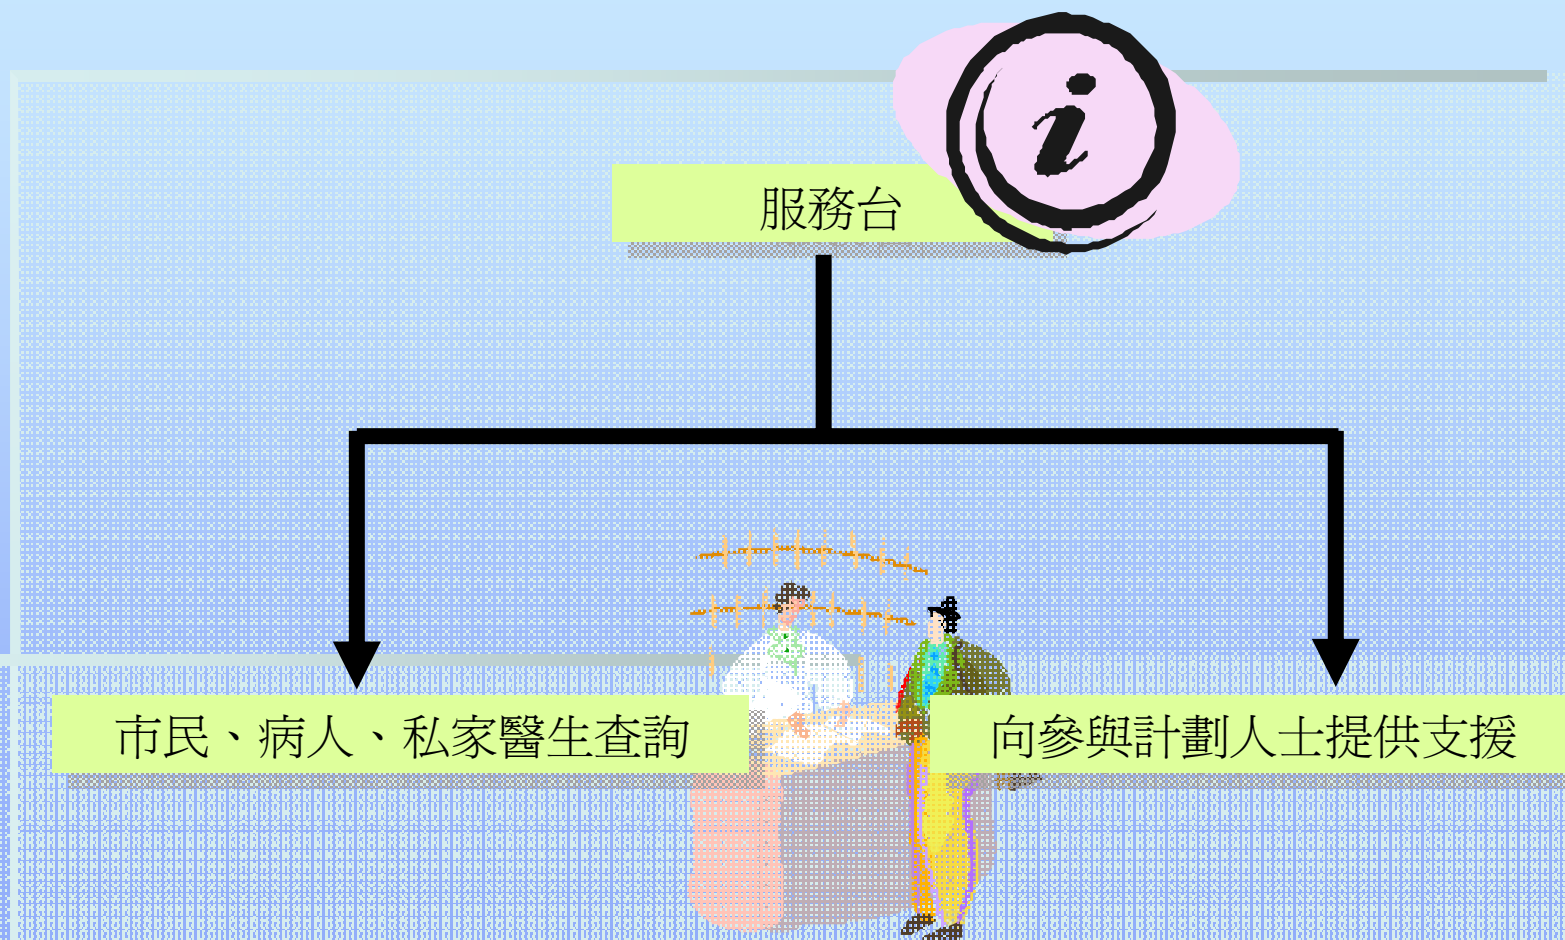 服務台
市民、病人、私家醫生查詢
向參與計劃人士提供支援